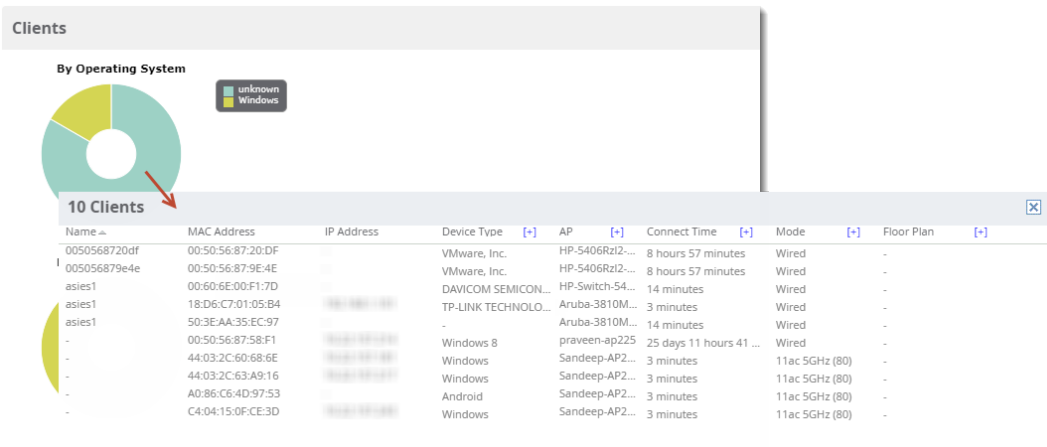 Clients
By Operating System
unknown
Windows
10 Clients
Name MAC Address IP Address Device Type [+] AP [+] Connect Time [+] Mode [+] Floor Plan [+]
0050568720df 00:50:56:87:20:DF VMware, Inc. HP-5406Rzl2-... 8 hours 57 minutes Wired -
005056879e4e 00:50:56:87:9E:4E VMware, Inc. HP-5406Rzl2-... 8 hours 57 minutes Wired -
asies1 00:60:6E:00:F1:7D DAVICOM SEMICON... HP-Switch-54... 14 minutes Wired -
asies1 18:D6:C7:01:05:B4 TP-LINK TECHNOLO... Aruba-3810M... 3 minutes Wired -
asies1 50:3E:AA:35:EC:97 - Aruba-3810M... 14 minutes Wired -
- 00:50:56:87:58:F1 Windows 8 praveen-ap225 25 days 11 hours 41 ... Wired -
- 44:03:2C:60:68:6E Windows Sandeep-AP2... 3 minutes 11ac 5GHz (80) -
- 44:03:2C:63:A9:16 Windows Sandeep-AP2... 3 minutes 11ac 5GHz (80) -
- A0:86:C6:4D:97:53 Android Sandeep-AP2... 3 minutes 11ac 5GHz (80) -
- C4:04:15:0F:CE:3D Windows Sandeep-AP2... 3 minutes 11ac 5GHz (80) -